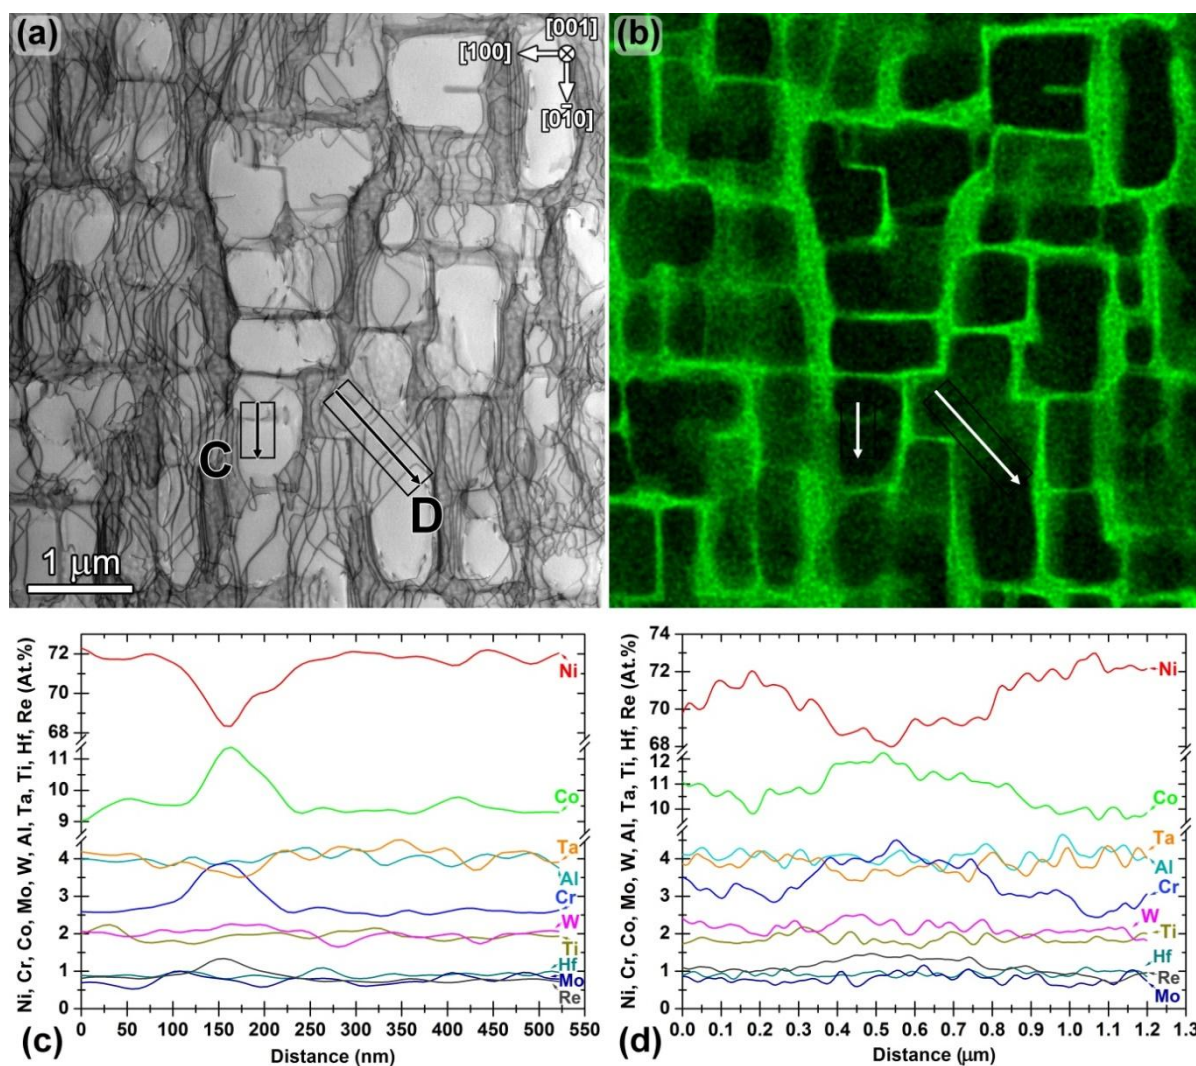 (a)
[001]
[100]
[0̄10]
C
D
1 μm
(b)
Ni, Cr, Co, Mo, W, Al, Ta, Ti, Hf, Re (At.%)
72
70
68
11
10
9
4
3
2
1
0
Ni
Co
Ta
Al
Cr
W
Ti
Hf
Mo
Re
0 50 100 150 200 250 300 350 400 450 500 550
Distance (nm)
(c)
Ni, Cr, Co, Mo, W, Al, Ta, Ti, Hf, Re (At.%)
74
72
70
68
12
11
10
4
3
2
1
0
Ni
Co
Ta
Al
Cr
W
Ti
Hf
Re
Mo
0.0 0.1 0.2 0.3 0.4 0.5 0.6 0.7 0.8 0.9 1.0 1.1 1.2 1.3
Distance (μm)
(d)